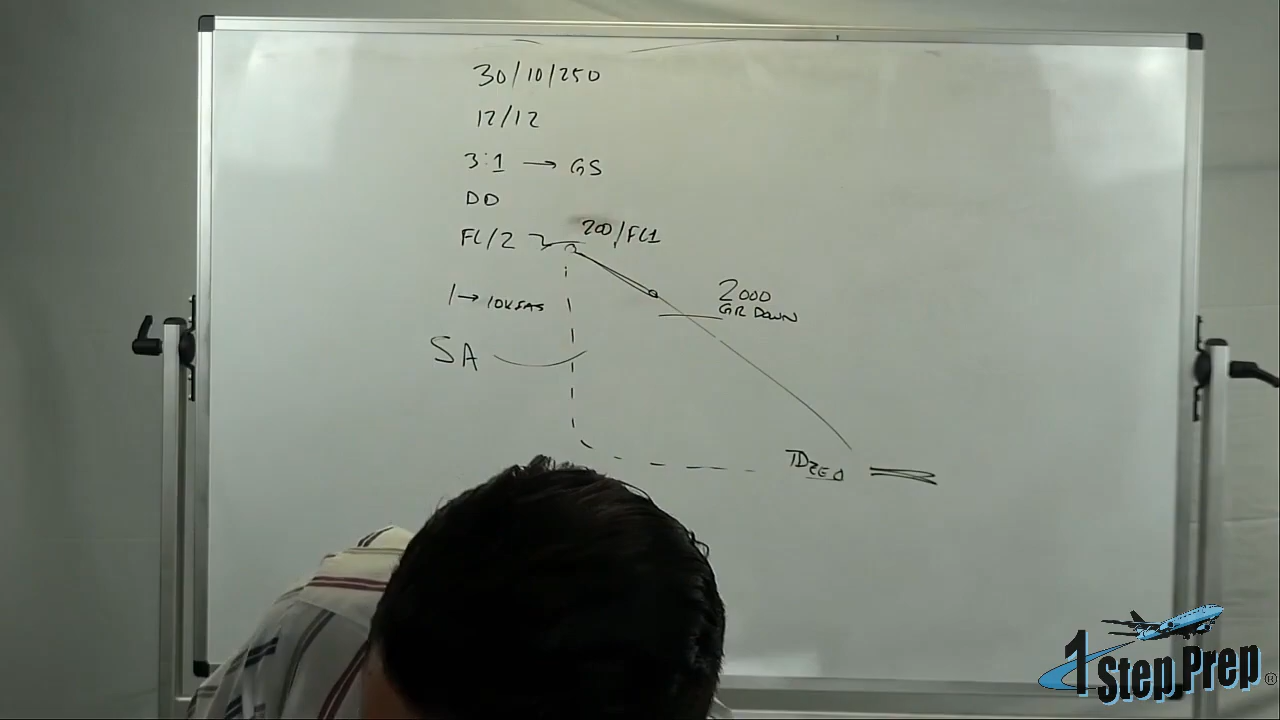 30/10/250
12/12
3:1 → GS
DD
FL/2
200/FL1
1→10KIAS
2000
GR DOWN
SA
TDZE
1 Step Prep®